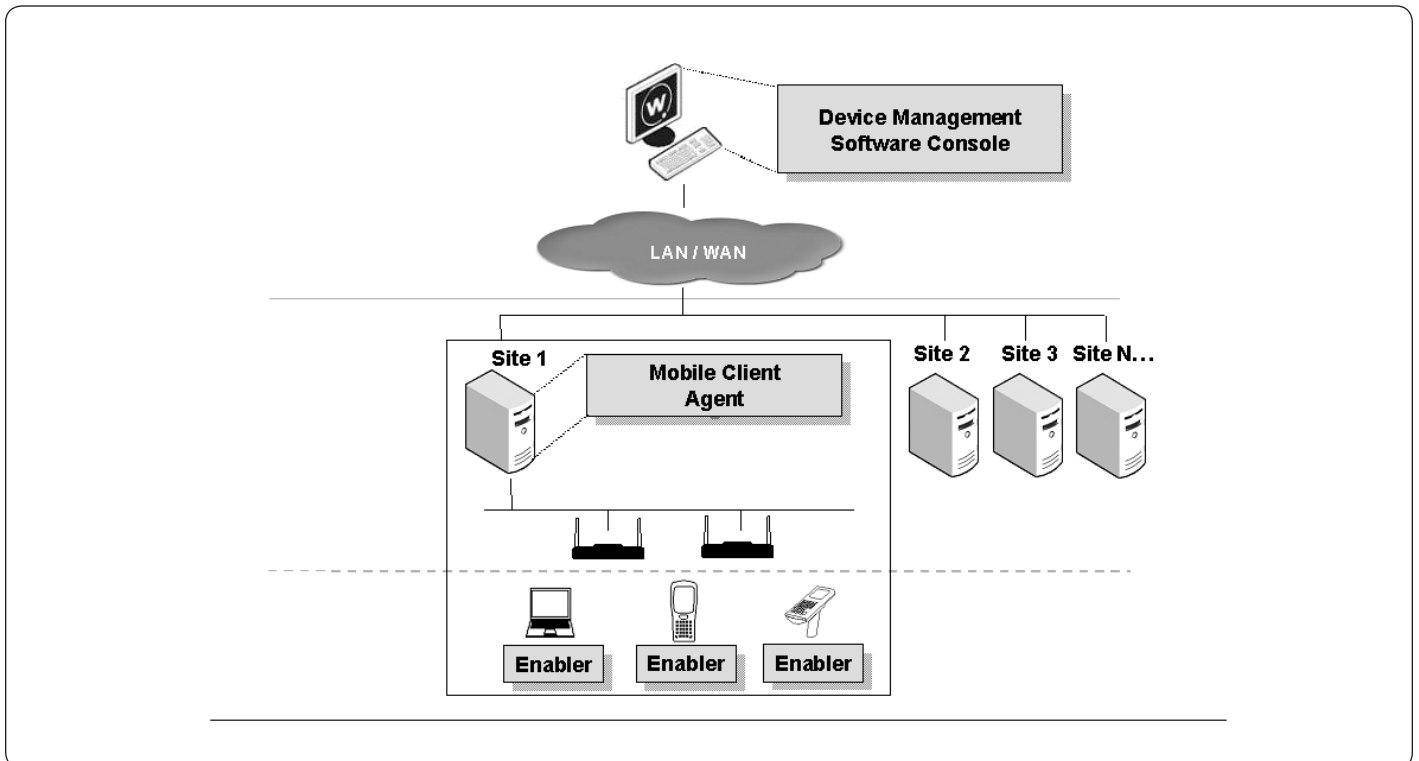 W
Device Management
Software Console
LAN / WAN
Site 1
Mobile Client
Agent
Site 2
Site 3
Site N...
Enabler
Enabler
Enabler